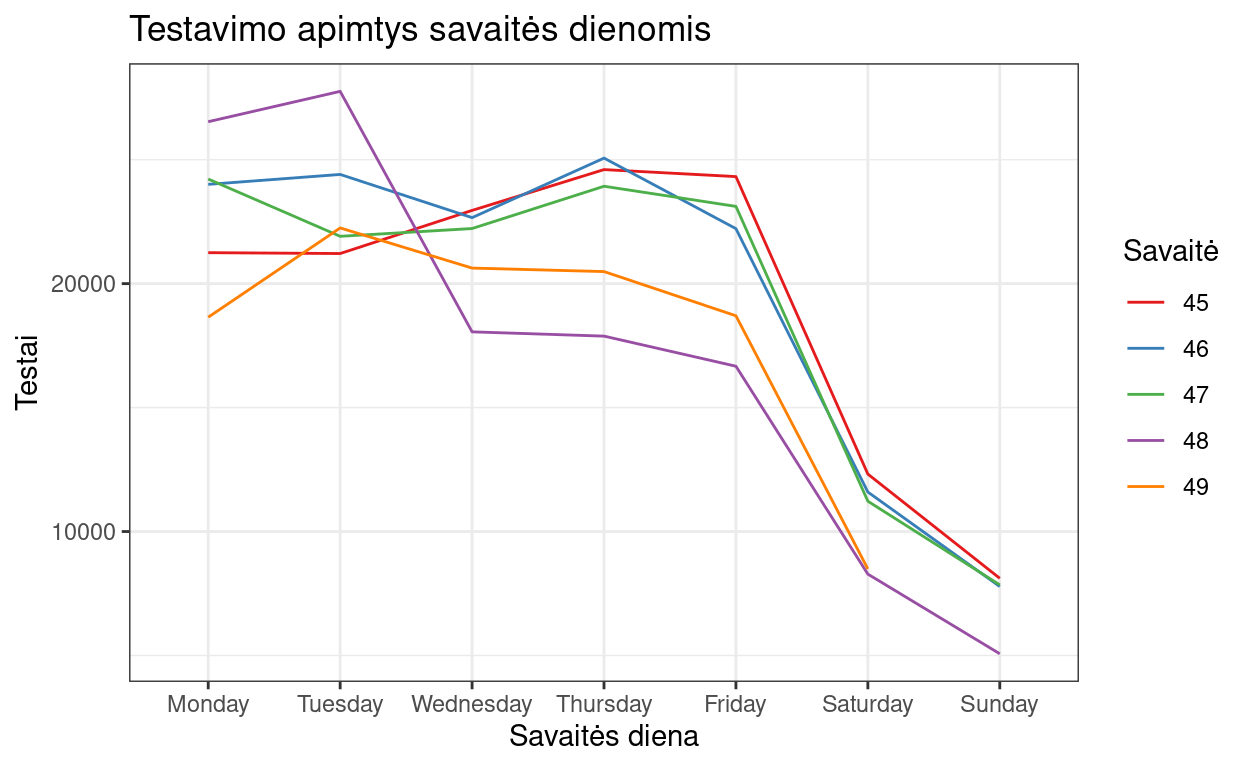 Testavimo apimtys savaitės dienomis
Testai
20000
10000
Monday Tuesday Wednesday Thursday Friday Saturday Sunday
Savaitės diena
Savaitė
45
46
47
48
49